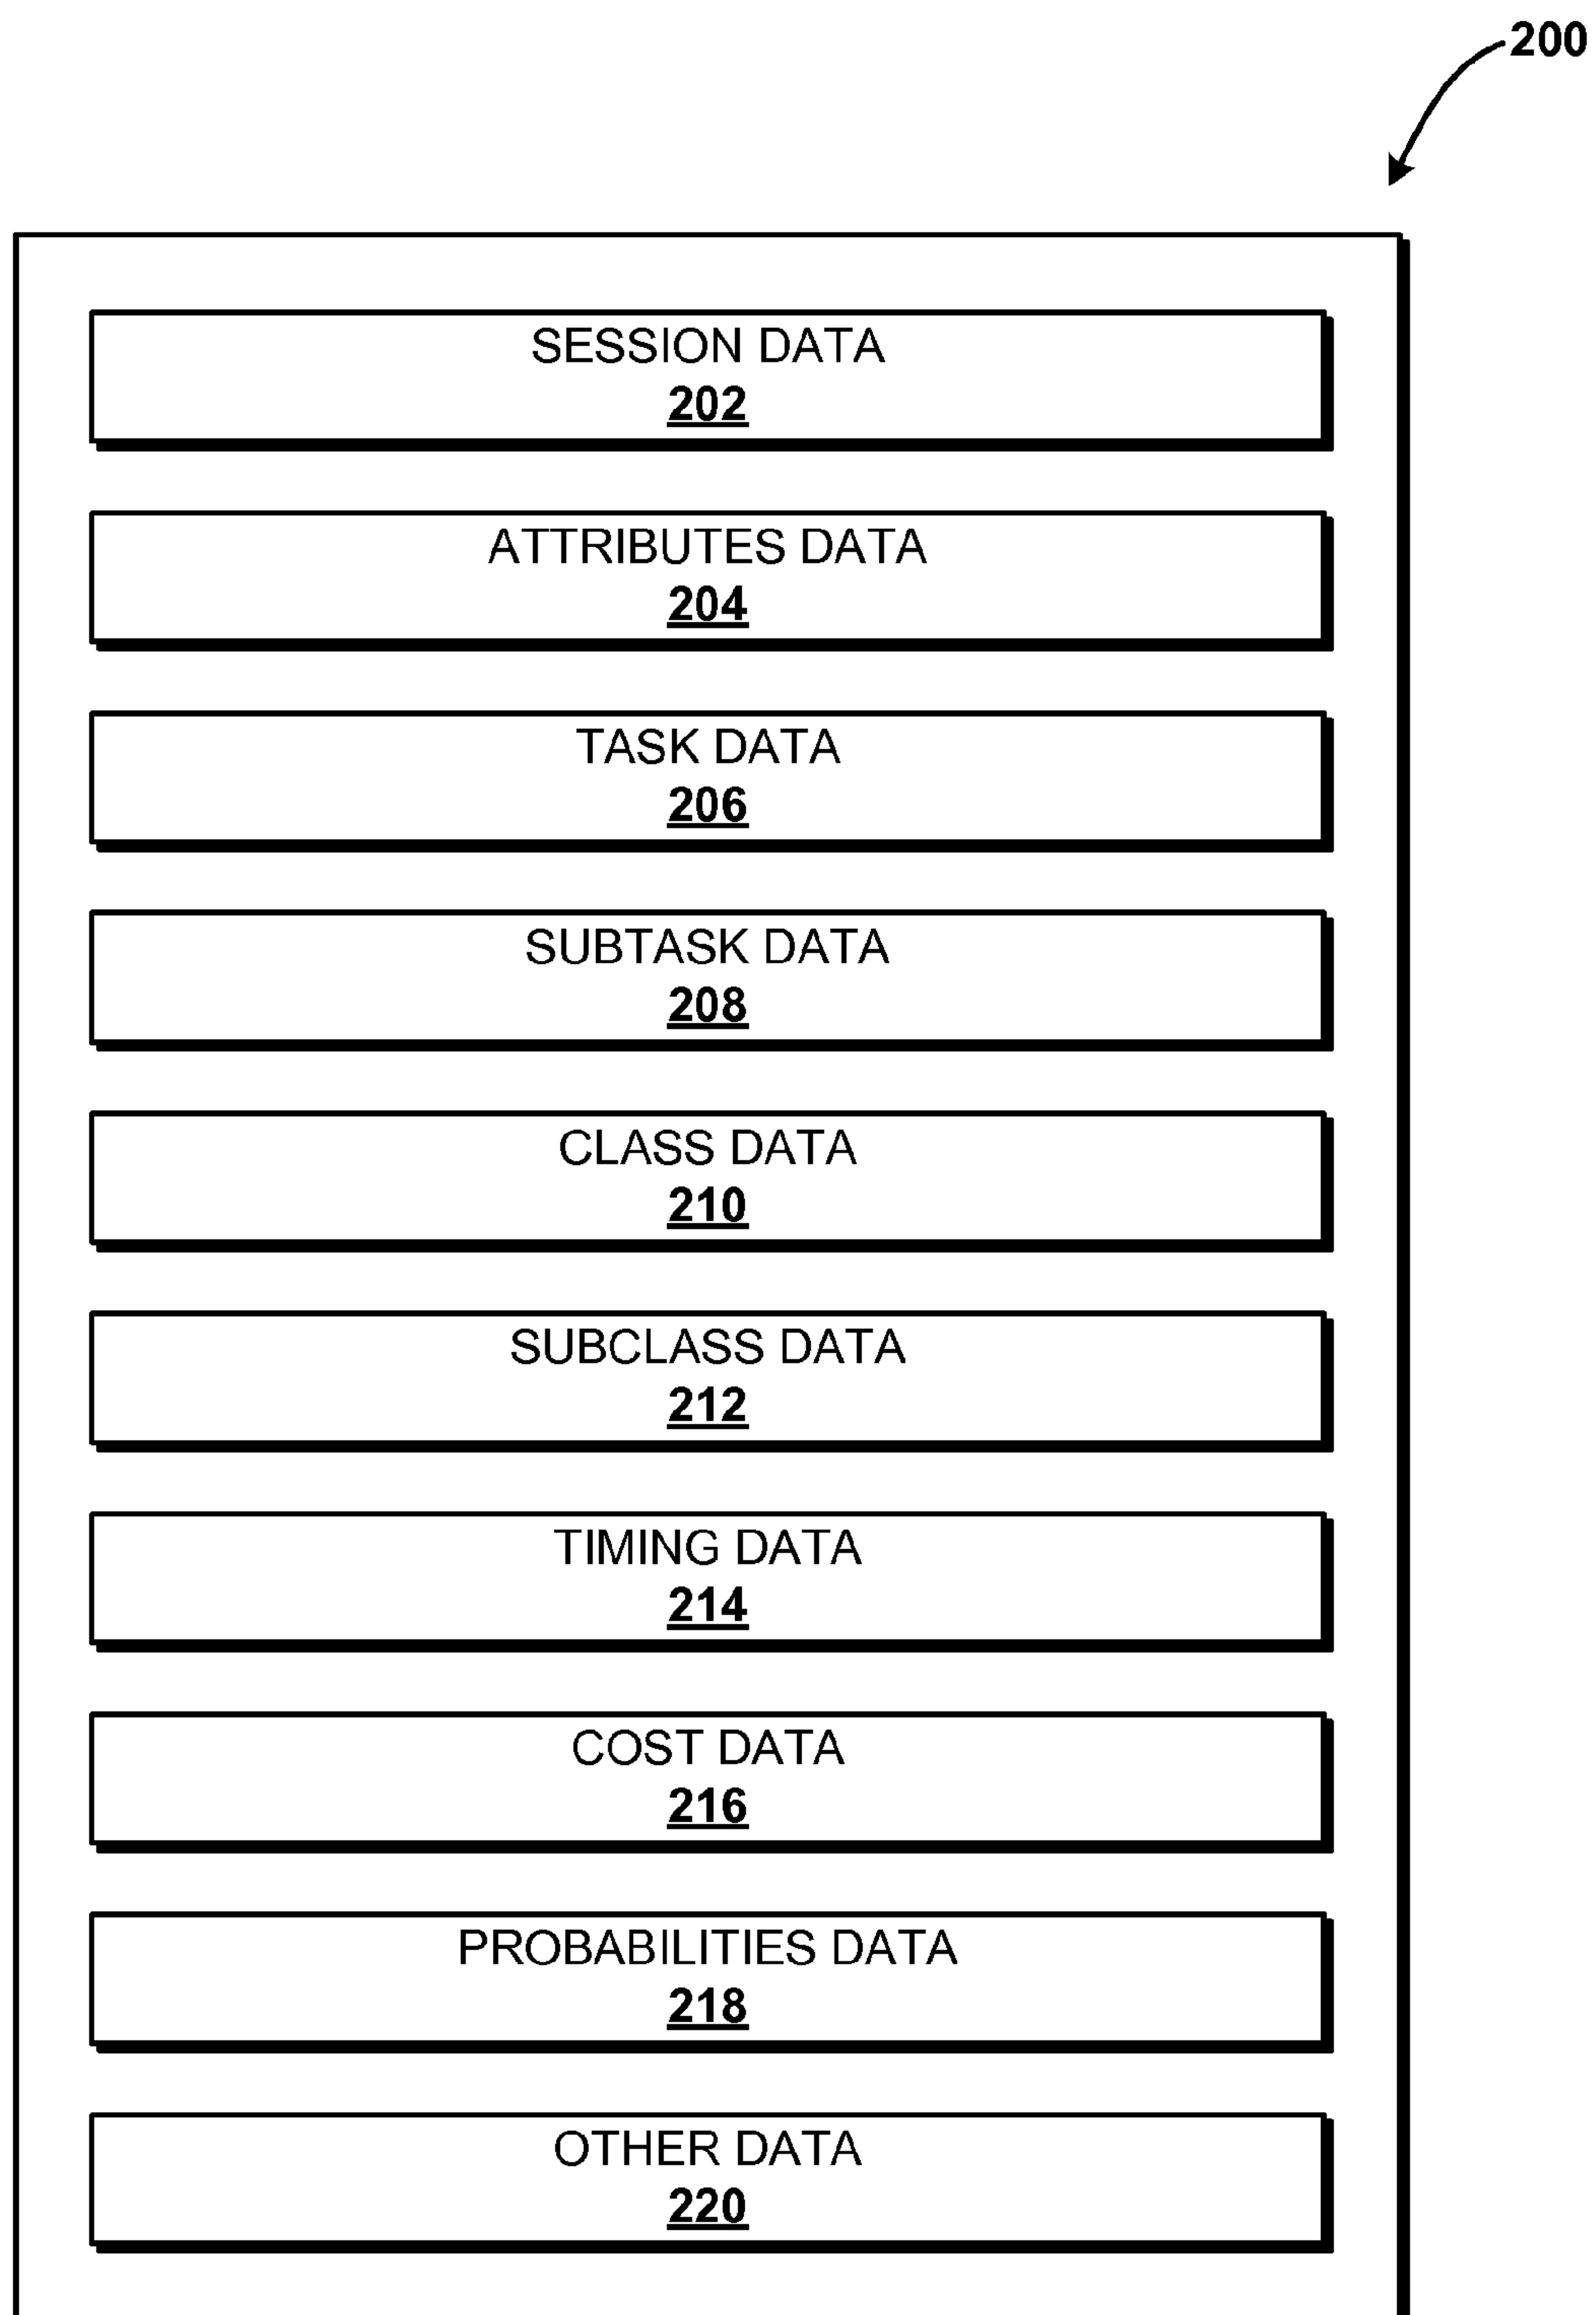 200
SESSION DATA
202
ATTRIBUTES DATA
204
TASK DATA
206
SUBTASK DATA
208
CLASS DATA
210
SUBCLASS DATA
212
TIMING DATA
214
COST DATA
216
PROBABILITIES DATA
218
OTHER DATA
220